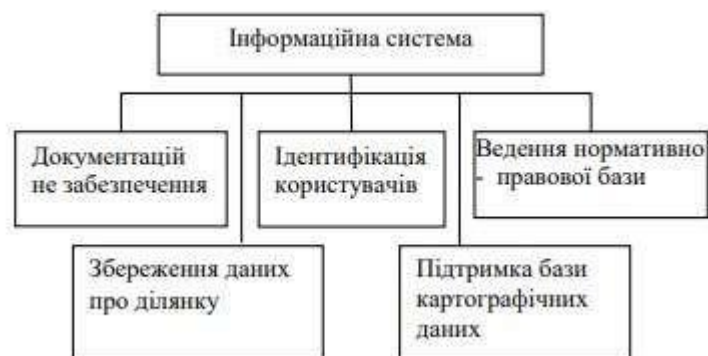 Інформаційна система
Документацій
не забезпечення
Ідентифікація
користувачів
Ведення нормативно
- правової бази
Збереження даних
про ділянку
Підтримка бази
картографічних
даних